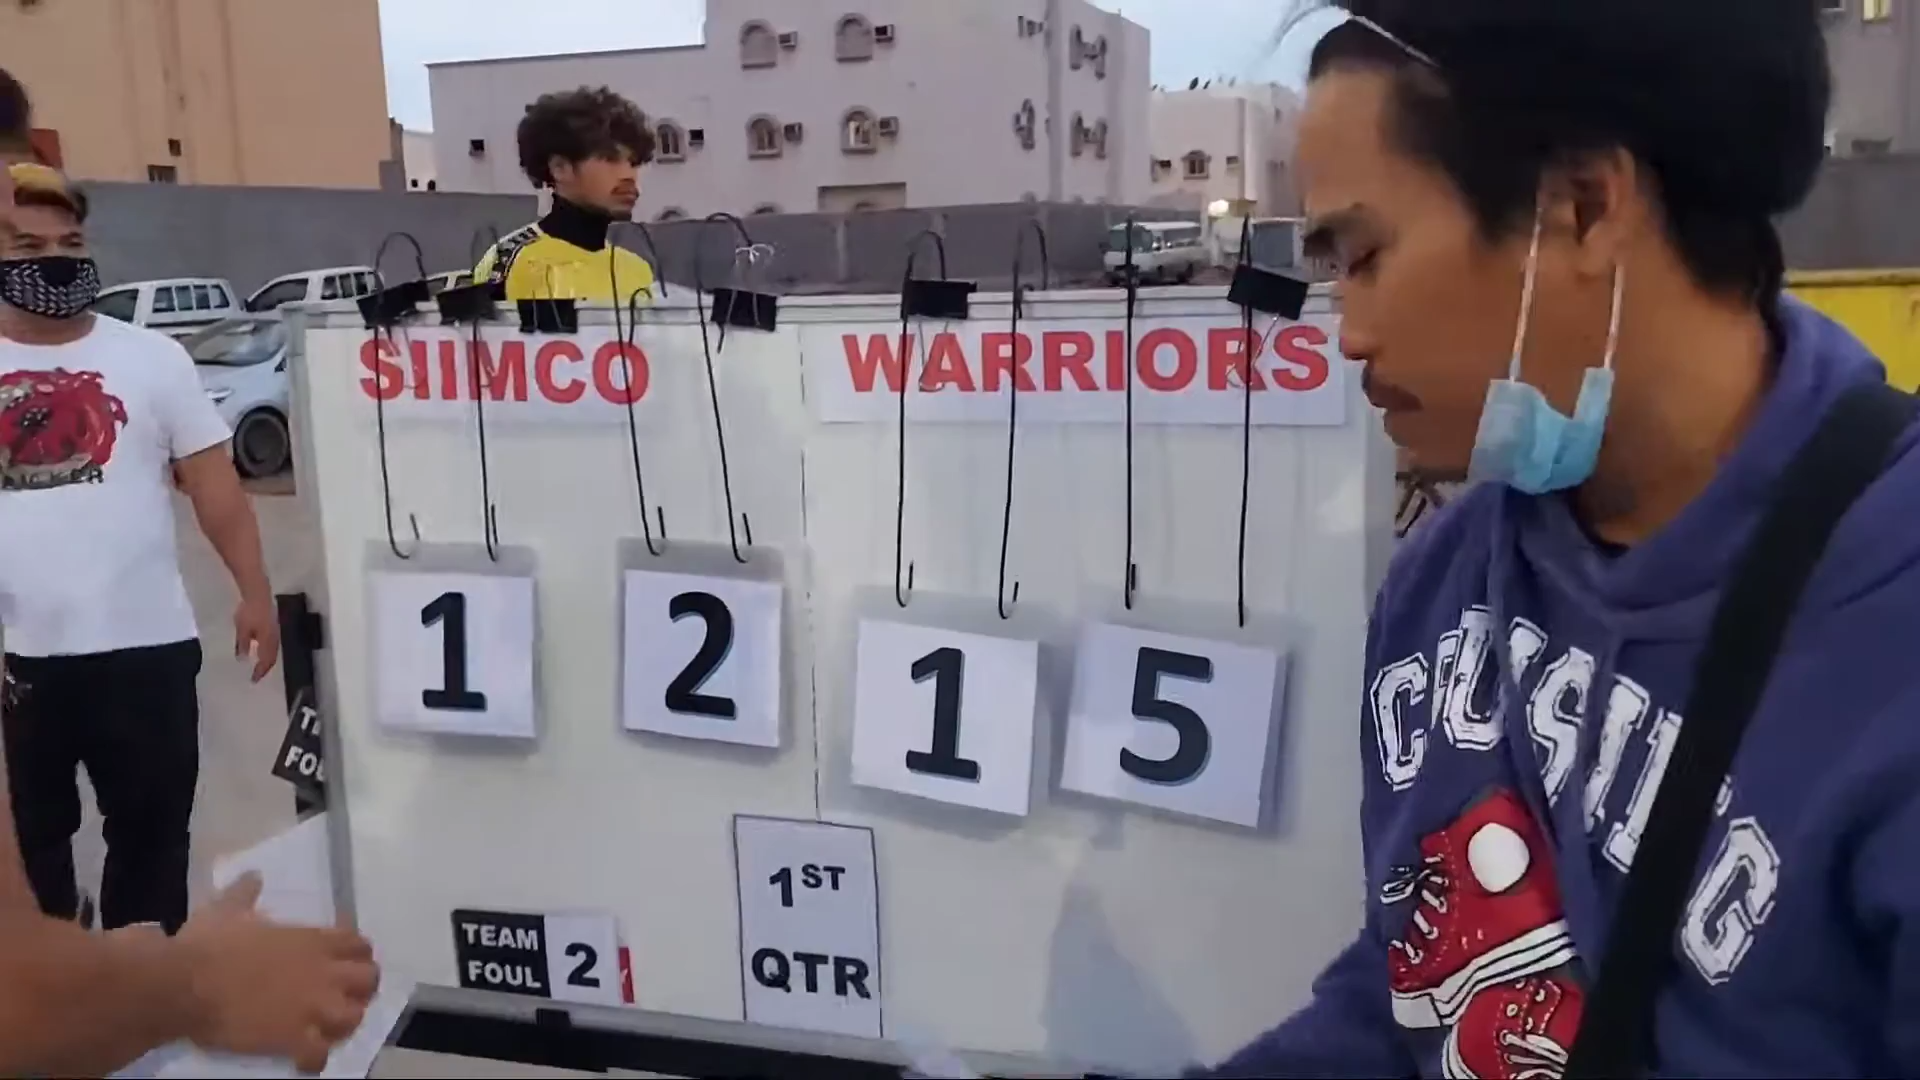 SIIMCO
WARRIORS
1 2
1 5
1ST
QTR
TEAM
FOUL
2